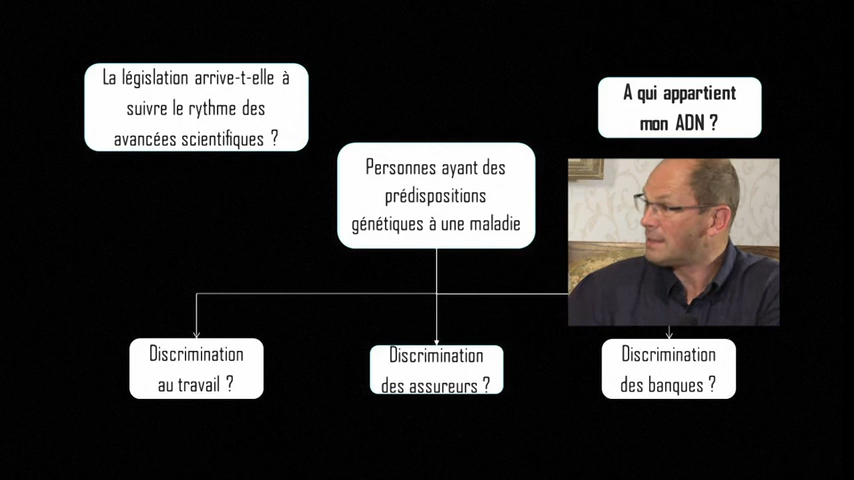 La législation arrive-t-elle à
suivre le rythme des
avancées scientifiques ?
A qui appartient
mon ADN ?
Personnes ayant des
prédispositions
génétiques à une maladie
Discrimination
au travail ?
Discrimination
des assureurs ?
Discrimination
des banques ?